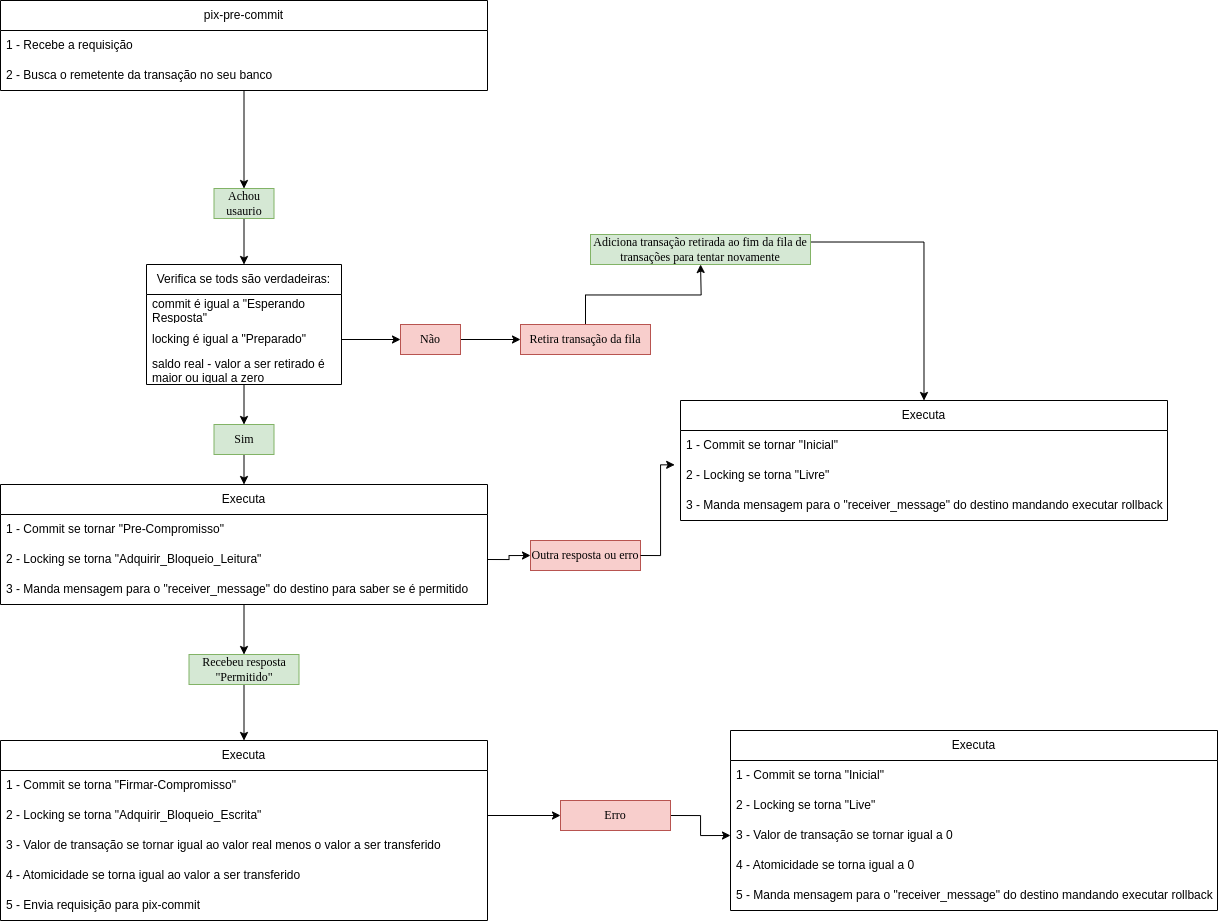 pix-pre-commit
1 - Recebe a requisição
2 - Busca o remetente da transação no seu banco
Achou
usaurio
Verifica se tods são verdadeiras:
commit é igual a "Esperando
Resposta"
locking é igual a "Preparado"
saldo real - valor a ser retirado é
maior ou igual a zero
Não
Retira transação da fila
Adiciona transação retirada ao fim da fila de
transações para tentar novamente
Executa
1 - Commit se tornar "Inicial"
2 - Locking se torna "Livre"
3 - Manda mensagem para o "receiver_message" do destino mandando executar rollback
Sim
Executa
1 - Commit se tornar "Pre-Compromisso"
2 - Locking se torna "Adquirir_Bloqueio_Leitura"
3 - Manda mensagem para o "receiver_message" do destino para saber se é permitido
Outra resposta ou erro
Recebeu resposta
"Permitido"
Executa
1 - Commit se torna "Firmar-Compromisso"
2 - Locking se torna "Adquirir_Bloqueio_Escrita"
3 - Valor de transação se tornar igual ao valor real menos o valor a ser transferido
4 - Atomicidade se torna igual ao valor a ser transferido
5 - Envia requisição para pix-commit
Erro
Executa
1 - Commit se torna "Inicial"
2 - Locking se torna "Live"
3 - Valor de transação se tornar igual a 0
4 - Atomicidade se torna igual a 0
5 - Manda mensagem para o "receiver_message" do destino mandando executar rollback